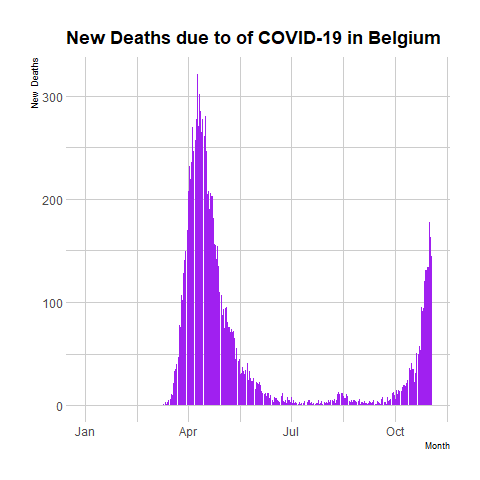 New Deaths due to of COVID-19 in Belgium
New Deaths
300
200
100
0
Jan Apr Jul Oct
Month